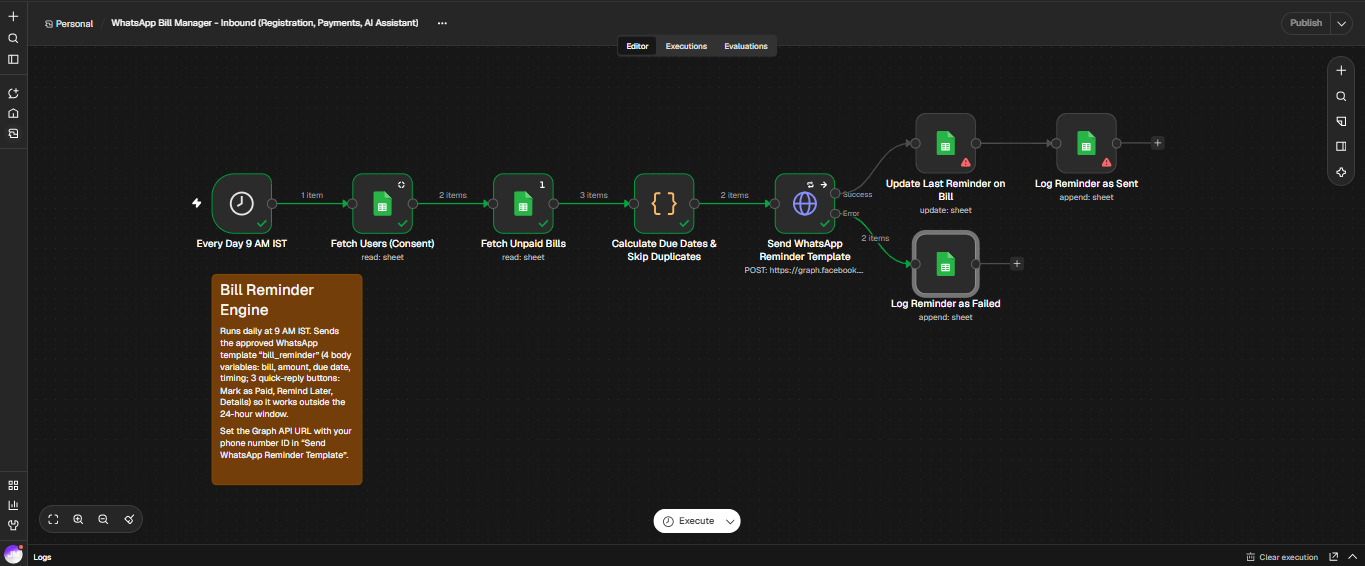 Personal
WhatsApp Bill Manager - Inbound (Registration, Payments, AI Assistant)
...
Publish
Editor
Executions
Evaluations
1 item
2 items
3 items
2 items
Success
Error
2 items
1
Every Day 9 AM IST
Fetch Users (Consent)
read: sheet
Fetch Unpaid Bills
read: sheet
Calculate Due Dates &
Skip Duplicates
Send WhatsApp
Reminder Template
POST: https://graph.facebook...
Update Last Reminder on
Bill
update: sheet
Log Reminder as Sent
append: sheet
Log Reminder as Failed
append: sheet
Bill Reminder
Engine
Runs daily at 9 AM IST. Sends
the approved WhatsApp
template “bill_reminder” (4 body
variables: bill, amount, due date,
timing; 3 quick-reply buttons:
Mark as Paid, Remind Later,
Details) so it works outside the
24-hour window.
Set the Graph API URL with your
phone number ID in “Send
WhatsApp Reminder Template”.
Execute
JM
Logs
Clear execution